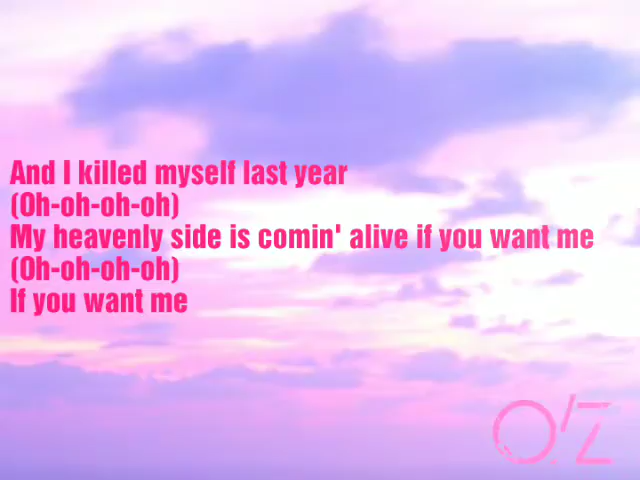 And I killed myself last year
(Oh-oh-oh-oh)
My heavenly side is comin' alive if you want me
(Oh-oh-oh-oh)
If you want me
O!Z